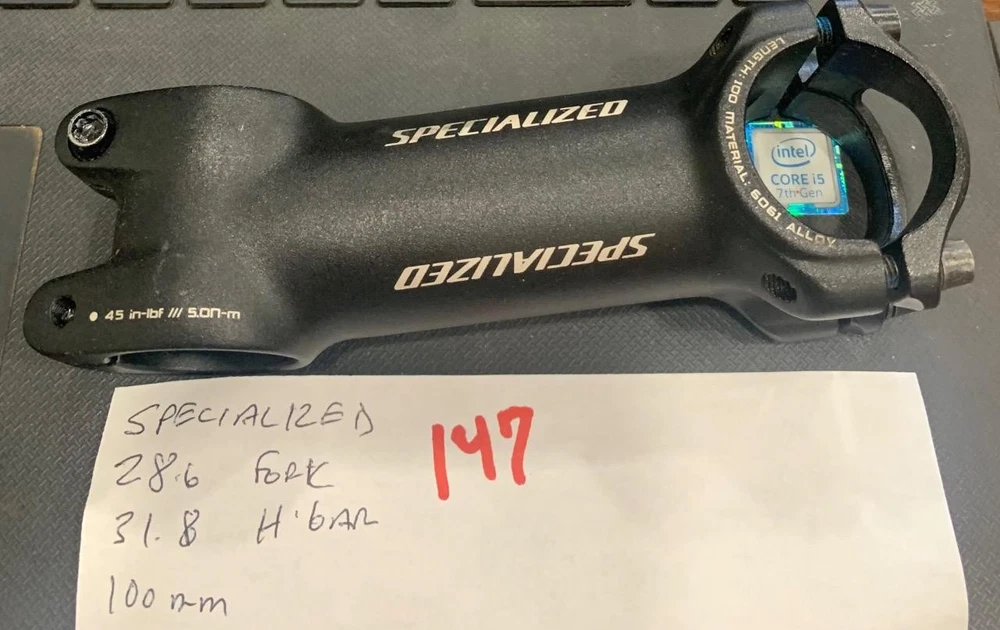 SPECIALIZED
SPECIALIZED
LENGTH: 100 MATERIAL: 6061 ALLOY
intel
CORE i5
7th Gen
45 in-lbf /// 5.0N-m
SPECIALIZED
28.6 FORK
31.8 H'BAR
100 mm
147